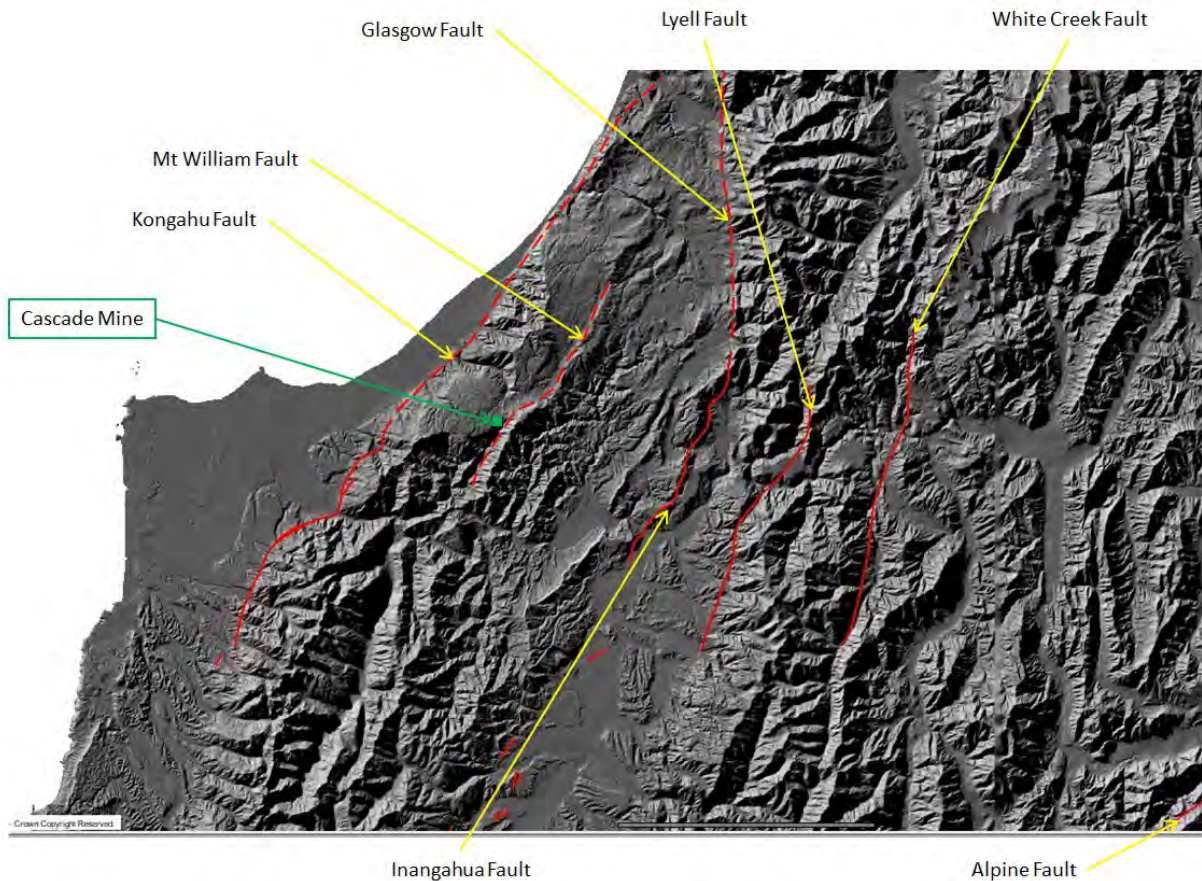 Lyell Fault
White Creek Fault
Glasgow Fault
Mt William Fault
Kongahu Fault
Cascade Mine
- Crown Copyright Reserved.
Inangahua Fault
Alpine Fault